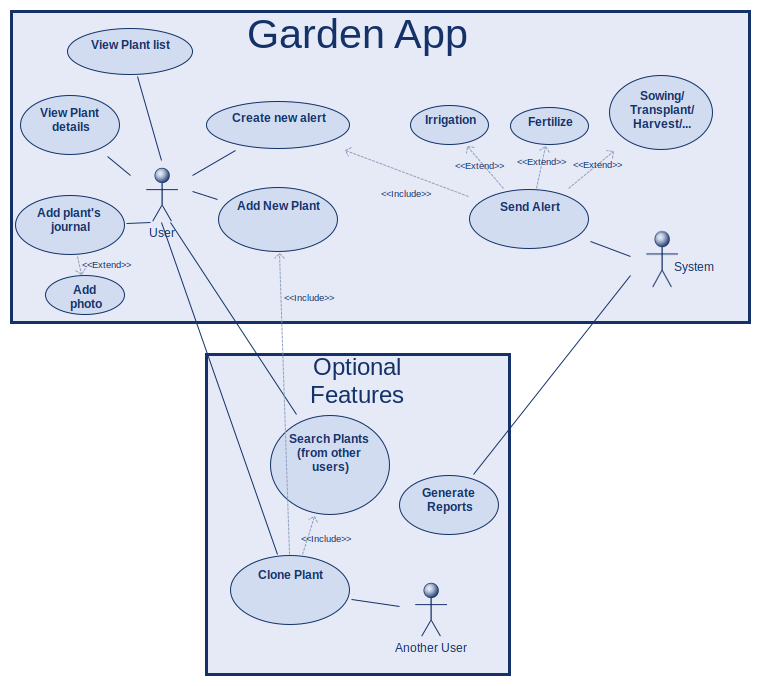 Garden App
View Plant list
View Plant
details
Create new alert
Irrigation
Fertilize
Sowing/
Transplant/
Harvest/...
<<Extend>>
<<Extend>>
<<Extend>>
<<Include>>
Add plant's
journal
User
Add New Plant
Send Alert
<<Extend>>
System
Add
photo
<<Include>>
Optional
Features
Search Plants
(from other
users)
Generate
Reports
<<Include>>
Clone Plant
Another User